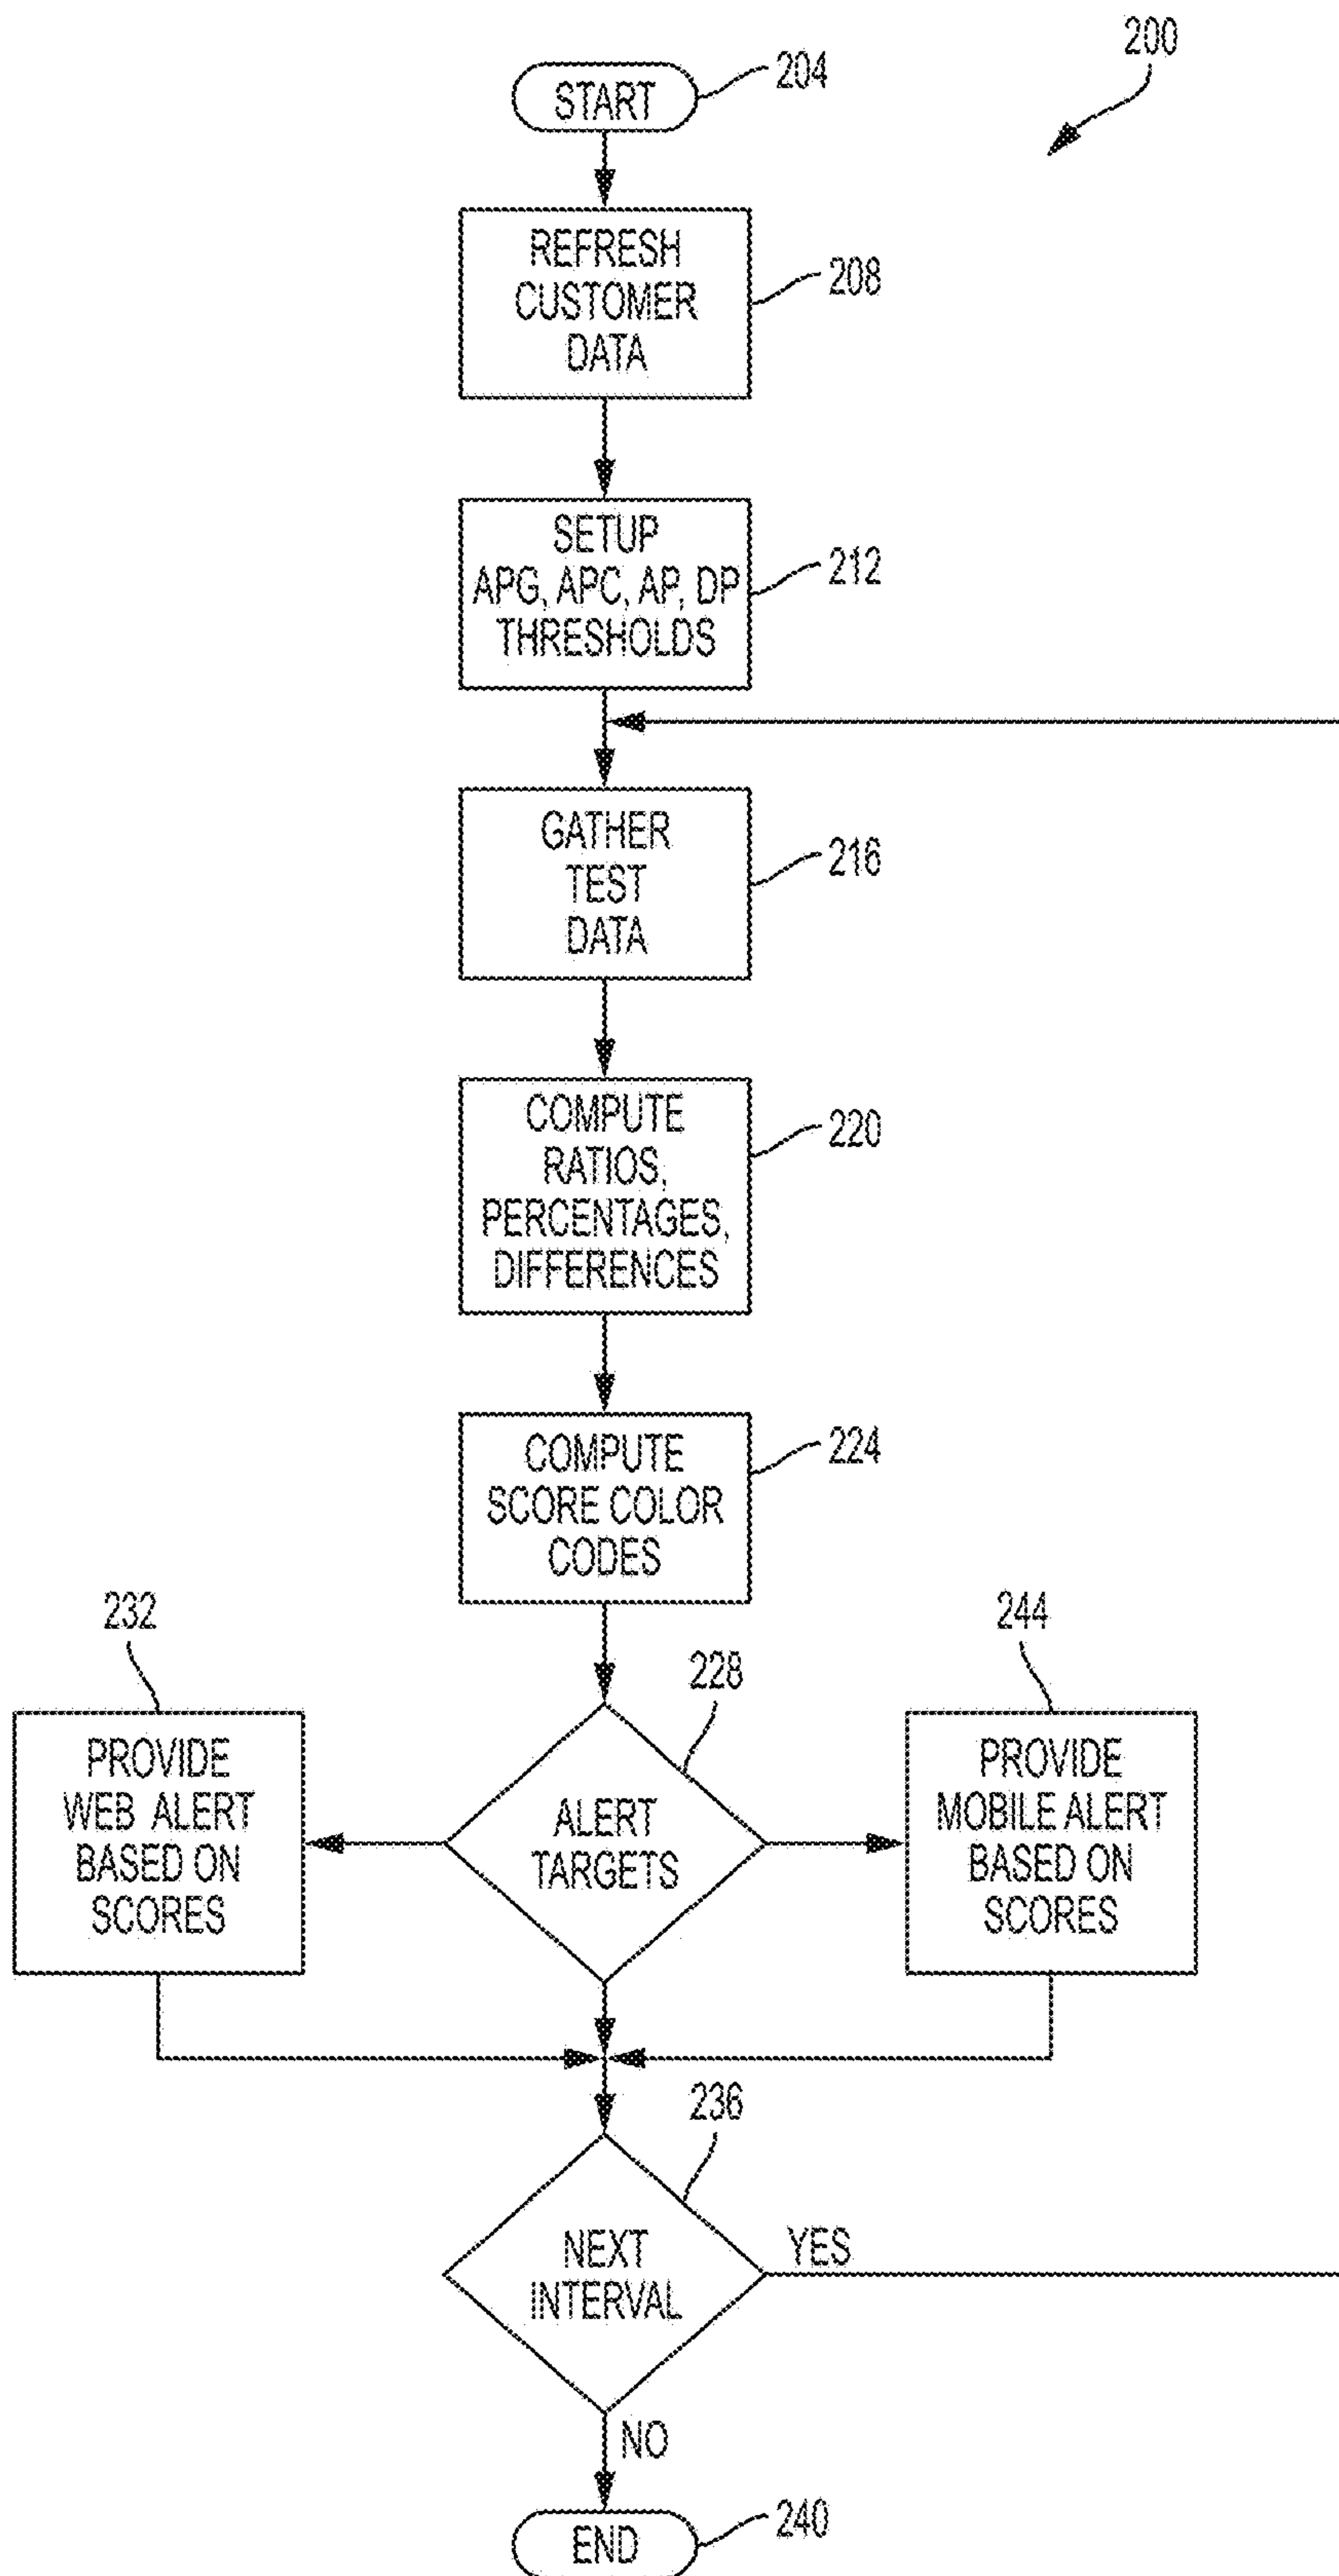 200
START
204
REFRESH
CUSTOMER
DATA
208
SETUP
APG, APC, AP, DP
THRESHOLDS
212
GATHER
TEST
DATA
216
COMPUTE
RATIOS,
PERCENTAGES,
DIFFERENCES
220
COMPUTE
SCORE COLOR
CODES
224
232
PROVIDE
WEB ALERT
BASED ON
SCORES
228
ALERT
TARGETS
244
PROVIDE
MOBILE ALERT
BASED ON
SCORES
236
NEXT
INTERVAL
YES
NO
END
240